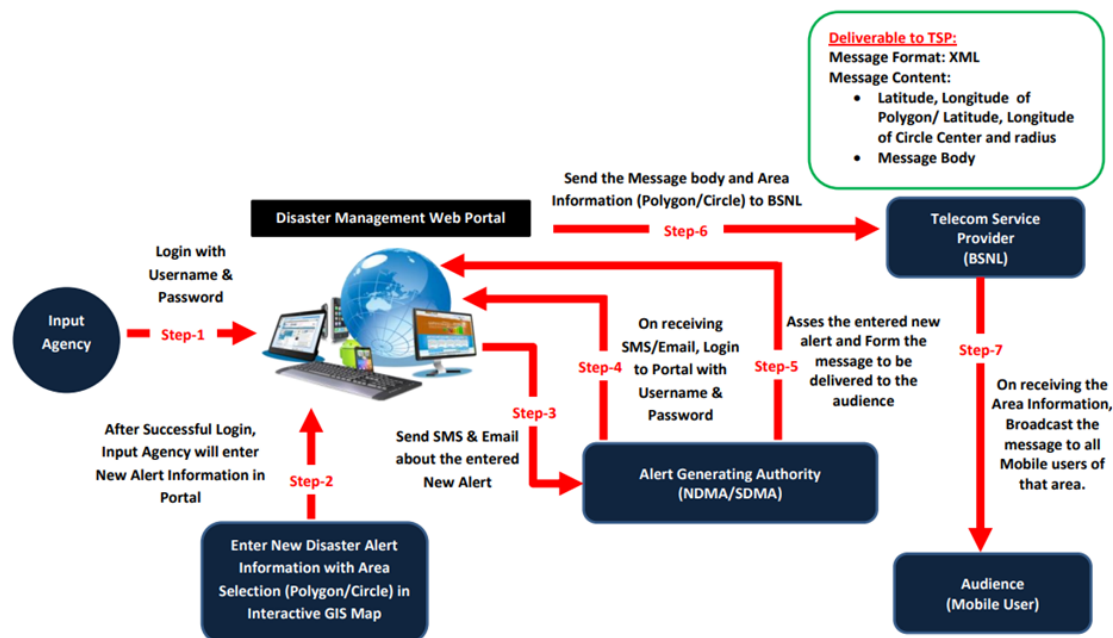 Deliverable to TSP:
Message Format: XML
Message Content:
• Latitude, Longitude of
Polygon/ Latitude, Longitude
of Circle Center and radius
• Message Body
Send the Message body and Area
Information (Polygon/Circle) to BSNL
Disaster Management Web Portal
Step-6
Telecom Service
Provider
(BSNL)
Login with
Username &
Password
Input
Agency
Step-1
On receiving
SMS/Email, Login
to Portal with
Username &
Password
Step-4
Asses the entered new
alert and Form the
message to be
delivered to the
audience
Step-5
Step-7
On receiving the
Area Information,
Broadcast the
message to all
Mobile users of
that area.
Step-3
Send SMS & Email
about the entered
New Alert
After Successful Login,
Input Agency will enter
New Alert Information in
Portal
Step-2
Alert Generating Authority
(NDMA/SDMA)
Enter New Disaster Alert
Information with Area
Selection (Polygon/Circle) in
Interactive GIS Map
Audience
(Mobile User)